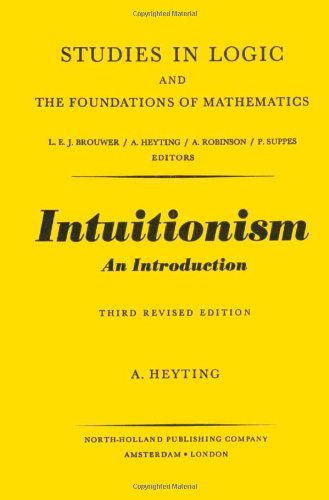 STUDIES IN LOGIC
AND
THE FOUNDATIONS OF MATHEMATICS
L. E. J. BROUWER / A. HEYTING / A. ROBINSON / P. SUPPES
EDITORS
Intuitionism
An Introduction
THIRD REVISED EDITION
A. HEYTING
NORTH-HOLLAND PUBLISHING COMPANY
AMSTERDAM • LONDON